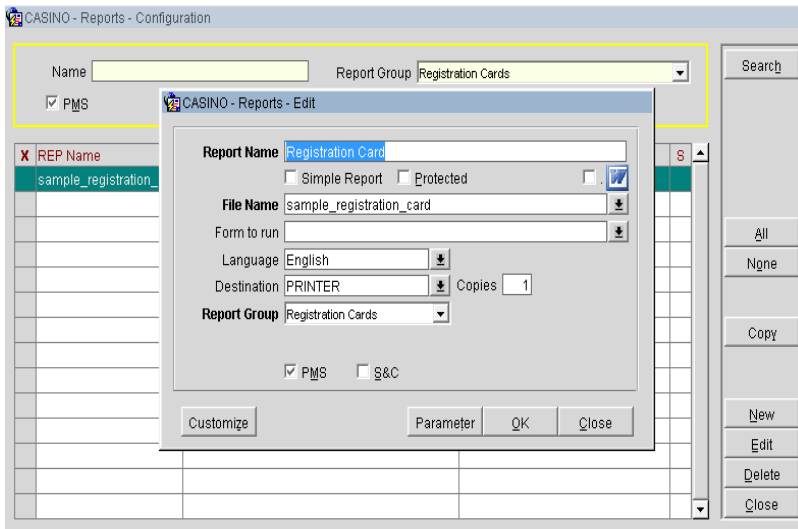 CASINO - Reports - Configuration
Name
Report Group Registration Cards
Search
PMS
CASINO - Reports - Edit
X REP Name
S
sample_registration_
Report Name Registration Card
Simple Report Protected . W
File Name sample_registration_card
Form to run
All
Language English
None
Destination PRINTER Copies 1
Report Group Registration Cards
Copy
PMS S&C
Customize Parameter OK Close
New
Edit
Delete
Close